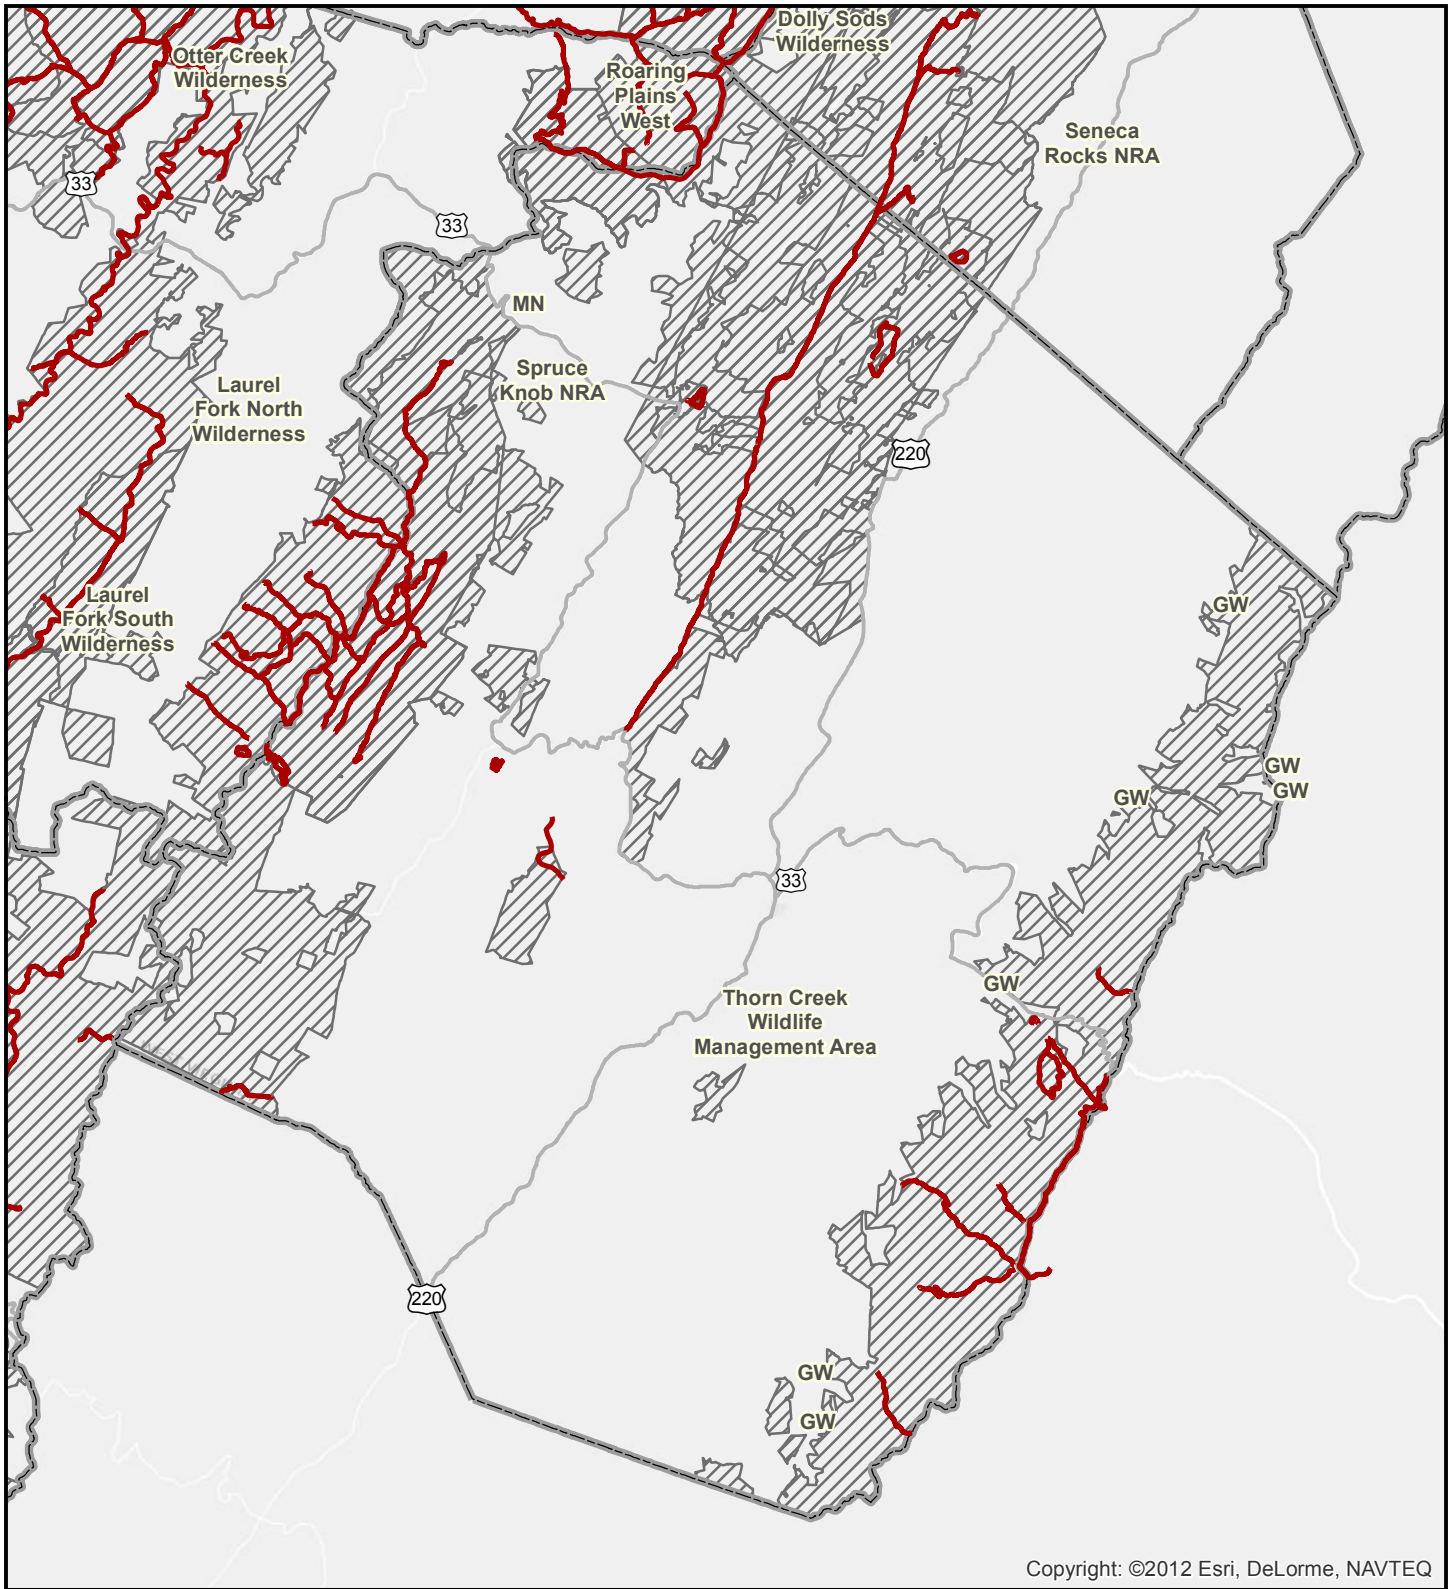 Dolly Sods
Wilderness
Otter Creek
Wilderness
Roaring
Plains
West
Seneca
Rocks NRA
33
33
MN
Spruce
Knob NRA
Laurel
Fork North
Wilderness
220
Laurel
Fork South
Wilderness
GW
GW
GW
GW
33
GW
Thorn Creek
Wildlife
Management Area
220
GW
GW
Copyright: ©2012 Esri, DeLorme, NAVTEQ